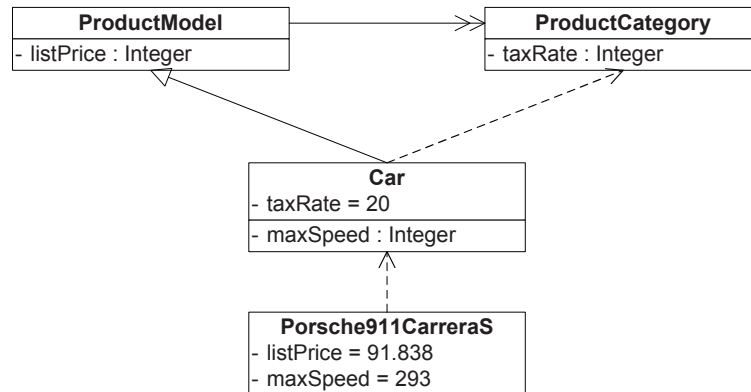 ProductModel
- listPrice : Integer
ProductCategory
- taxRate : Integer
Car
- taxRate = 20
- maxSpeed : Integer
Porsche911CarreraS
- listPrice = 91.838
- maxSpeed = 293